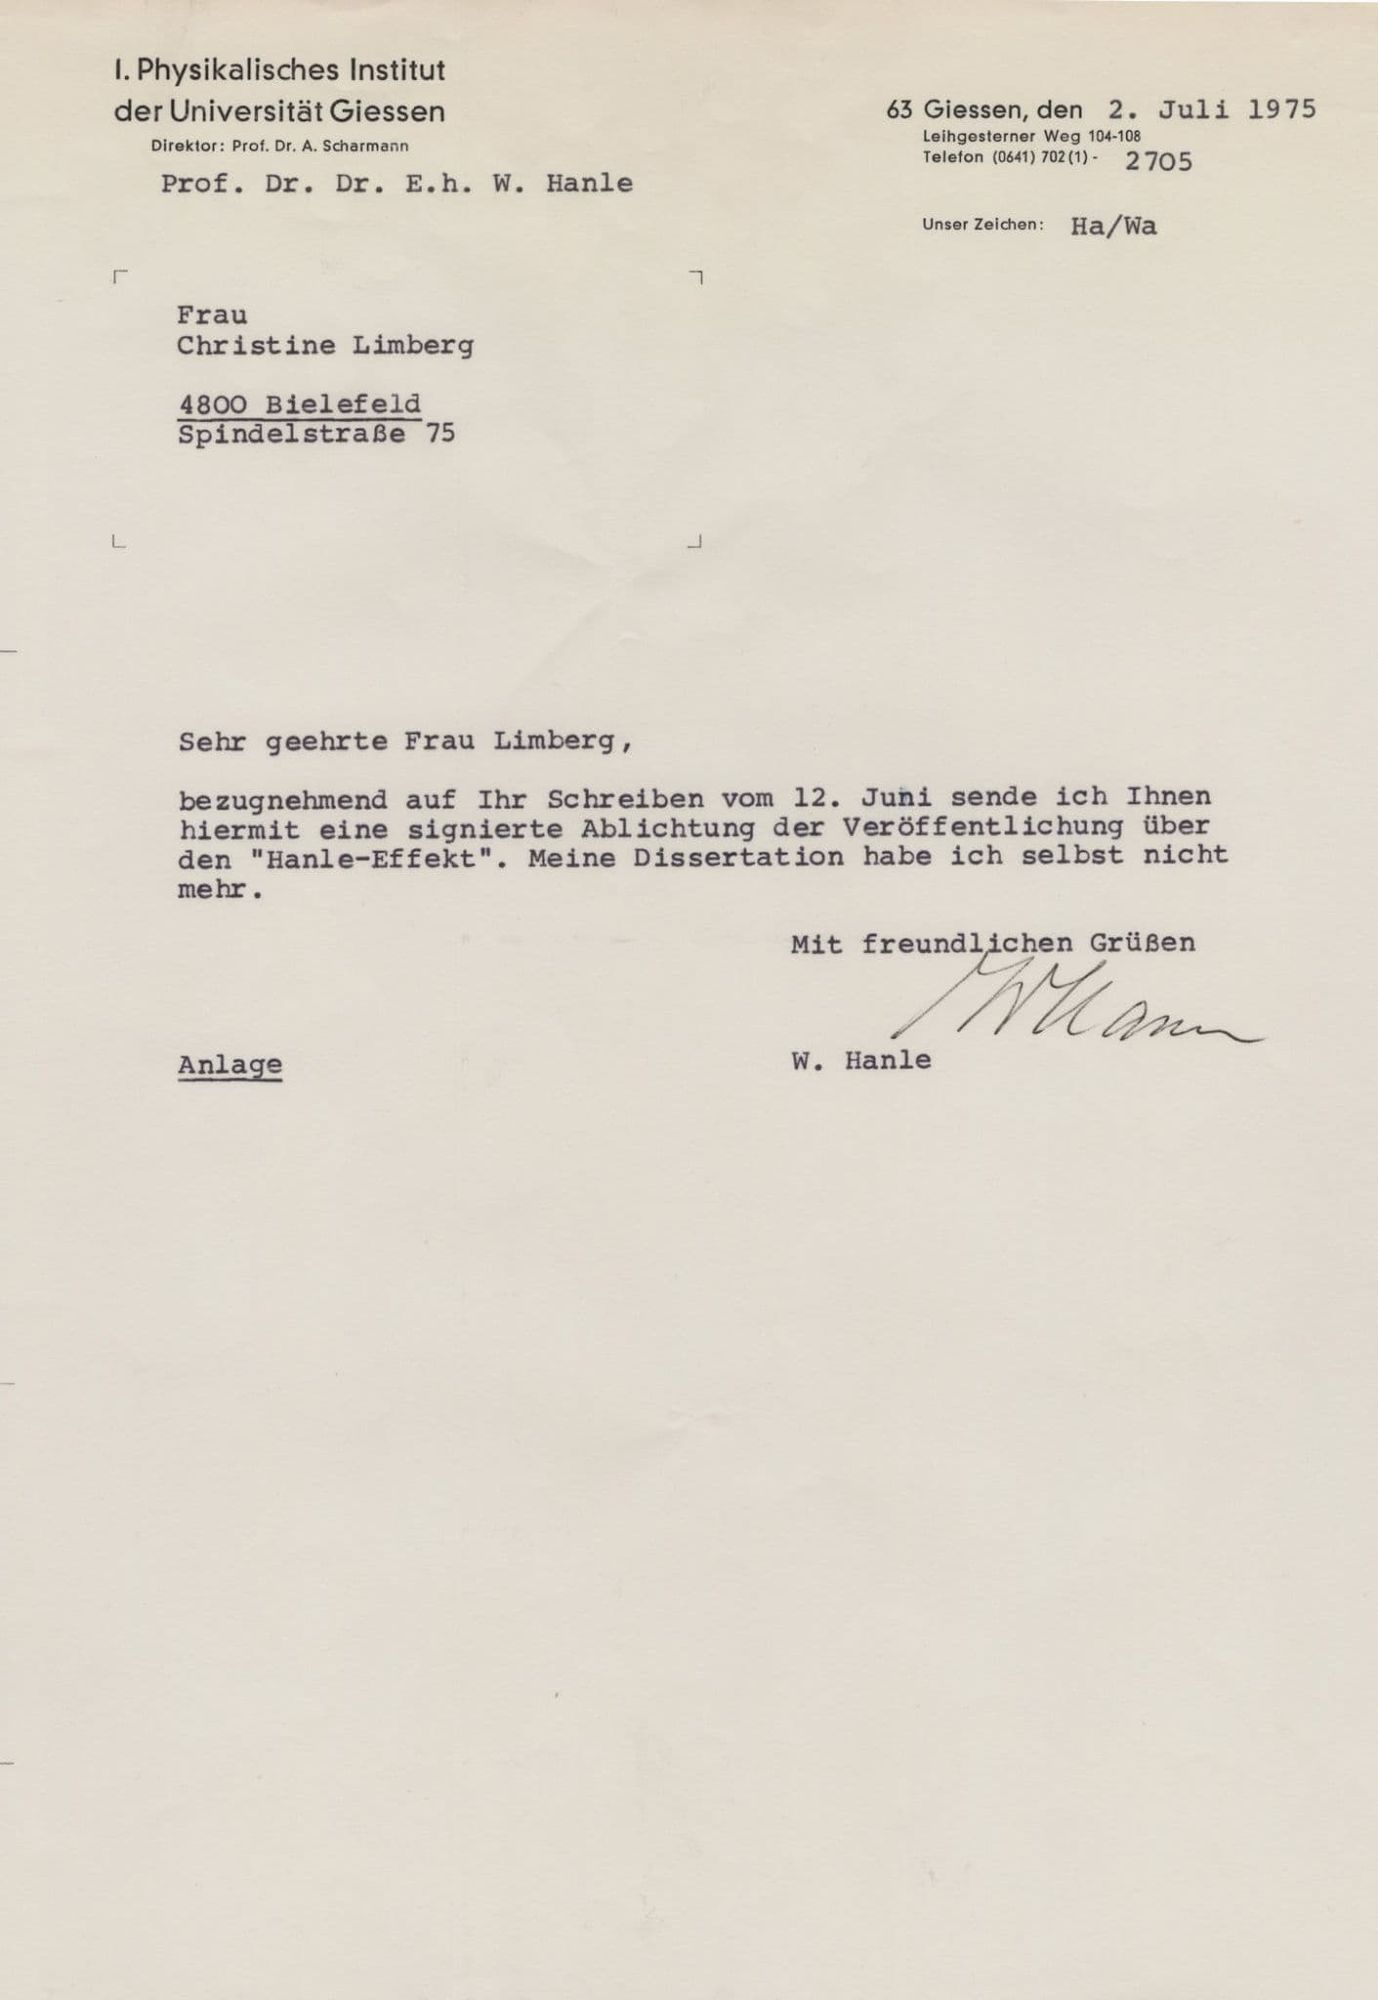 I. Physikalisches Institut
der Universität Giessen
Direktor: Prof. Dr. A. Scharmann
Prof. Dr. Dr. E.h. W. Hanle
63 Giessen, den 2. Juli 1975
Leihgesterner Weg 104-108
Telefon (0641) 702(1) - 2705
Unser Zeichen: Ha/Wa
Frau
Christine Limberg
4800 Bielefeld
Spindelstraße 75
Sehr geehrte Frau Limberg,
bezugnehmend auf Ihr Schreiben vom 12. Juni sende ich Ihnen
hiermit eine signierte Ablichtung der Veröffentlichung über
den "Hanle-Effekt". Meine Dissertation habe ich selbst nicht
mehr.
Mit freundlichen Grüßen
W. Hanle
Anlage